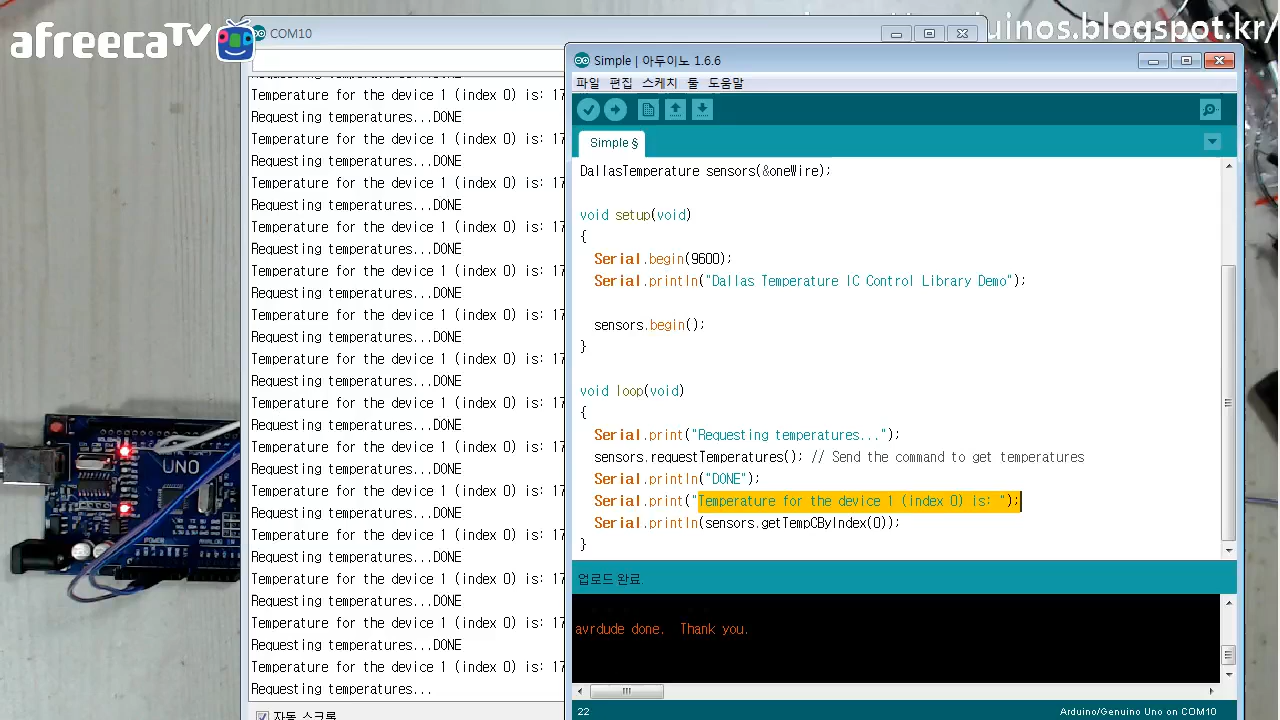 afreecaTV
uinos.blogspot.kr/
COM10
Temperature for the device 1 (index 0) is: 17
Requesting temperatures...DONE
Temperature for the device 1 (index 0) is: 17
Requesting temperatures...DONE
Temperature for the device 1 (index 0) is: 17
Requesting temperatures...DONE
Temperature for the device 1 (index 0) is: 17
Requesting temperatures...DONE
Temperature for the device 1 (index 0) is: 17
Requesting temperatures...DONE
Temperature for the device 1 (index 0) is: 17
Requesting temperatures...DONE
Temperature for the device 1 (index 0) is: 17
Requesting temperatures...DONE
Temperature for the device 1 (index 0) is: 17
Requesting temperatures...DONE
Temperature for the device 1 (index 0) is: 17
Requesting temperatures...DONE
Temperature for the device 1 (index 0) is: 17
Requesting temperatures...DONE
Temperature for the device 1 (index 0) is: 17
Requesting temperatures...DONE
Temperature for the device 1 (index 0) is: 17
Requesting temperatures...DONE
Temperature for the device 1 (index 0) is: 17
Requesting temperatures...DONE
Temperature for the device 1 (index 0) is: 17
Requesting temperatures...
자동 스크롤
Simple | 아두이노 1.6.6
파일 편집 스케치 툴 도움말
Simple §
DallasTemperature sensors(&oneWire);
void setup(void)
{
Serial.begin(9600);
Serial.println("Dallas Temperature IC Control Library Demo");
sensors.begin();
}
void loop(void)
{
Serial.print("Requesting temperatures...");
sensors.requestTemperatures(); // Send the command to get temperatures
Serial.println("DONE");
Serial.print("Temperature for the device 1 (index 0) is: ");
Serial.println(sensors.getTempCByIndex(0));
}
업로드 완료
avrdude done.  Thank you.
22
Arduino/Genuino Uno on COM10
UNO